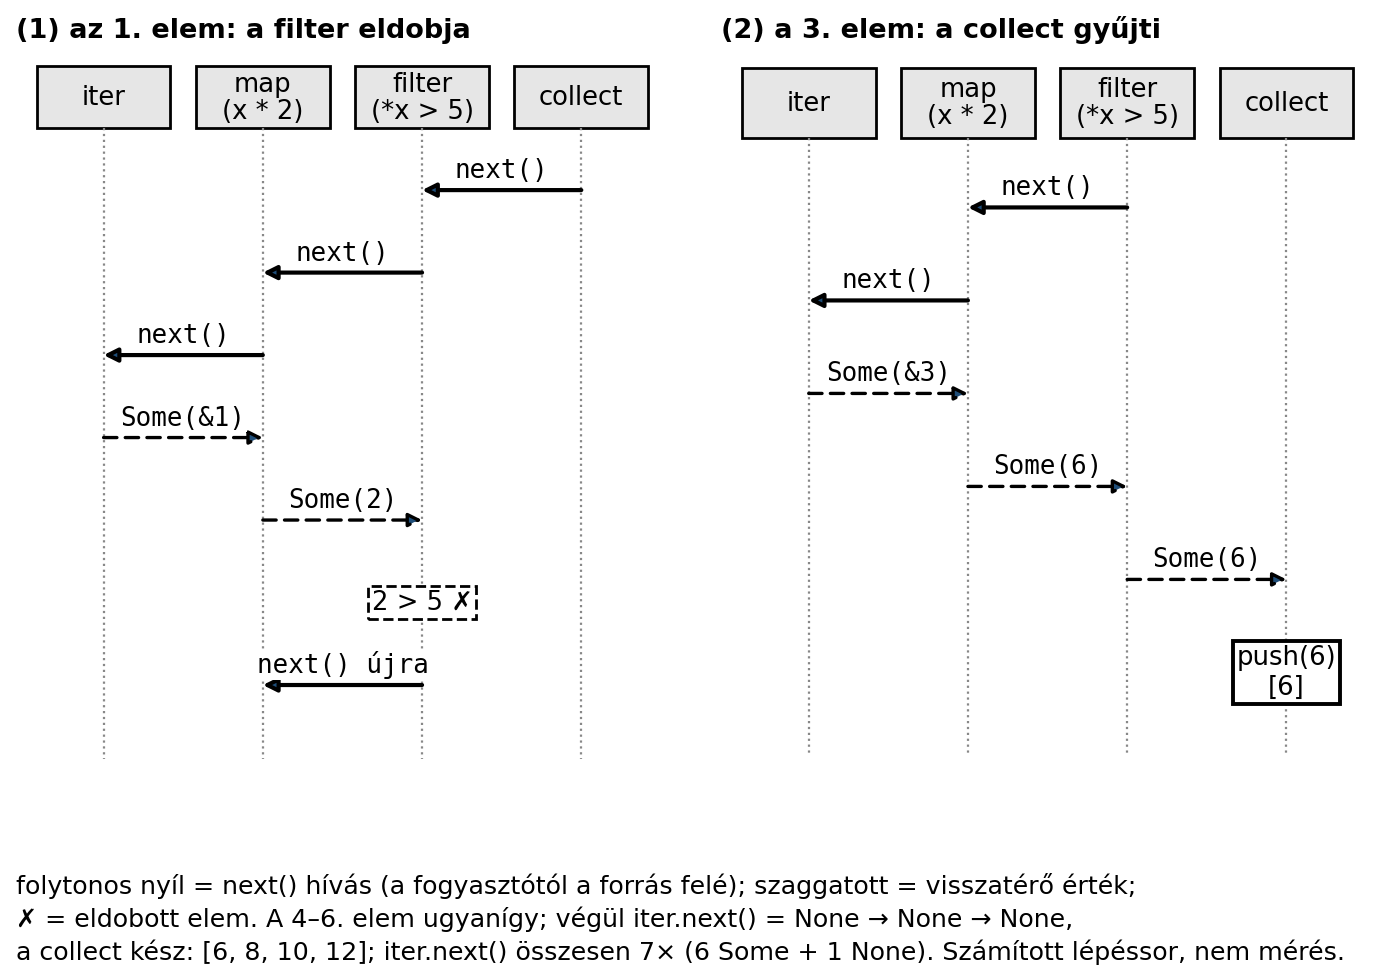 (1) az 1. elem: a filter eldobja
iter
map
(x * 2)
filter
(*x > 5)
collect
next()
next()
next()
Some(&1)
Some(2)
2 > 5 ✗
next() újra
(2) a 3. elem: a collect gyűjti
iter
map
(x * 2)
filter
(*x > 5)
collect
next()
next()
Some(&3)
Some(6)
Some(6)
push(6)
[6]
folytonos nyíl = next() hívás (a fogyasztótól a forrás felé); szaggatott = visszatérő érték;
✗ = eldobott elem. A 4–6. elem ugyanígy; végül iter.next() = None → None → None,
a collect kész: [6, 8, 10, 12]; iter.next() összesen 7× (6 Some + 1 None). Számított lépéssor, nem mérés.